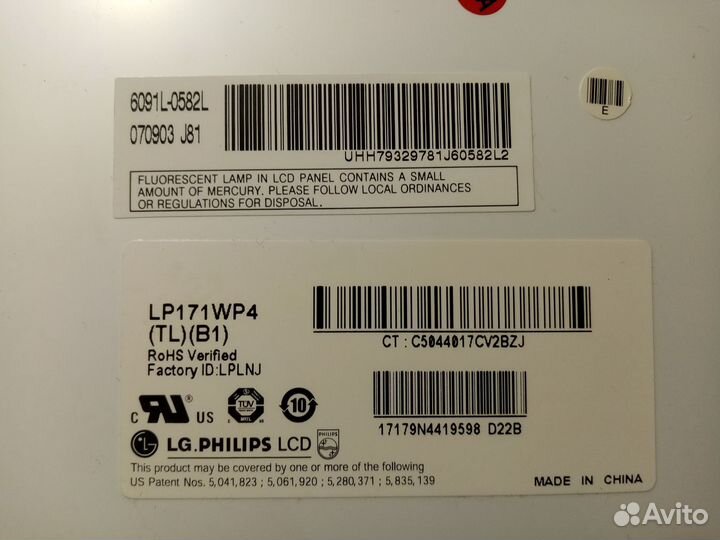 6091L-0582L
070903 J81
UHH79329781J60582L2
FLUORESCENT LAMP IN LCD PANEL CONTAINS A SMALL
AMOUNT OF MERCURY. PLEASE FOLLOW LOCAL ORDINANCES
OR REGULATIONS FOR DISPOSAL.
E
LP171WP4
(TL)(B1)
RoHS Verified
Factory ID:LPLNJ
CT : C5044017CV2BZJ
c RU US
TUV
10
17179N4419598 D22B
LG.PHILIPS LCD
PHILIPS
This product may be covered by one or more of the following
US Patent Nos. 5,041,823 ; 5,061,920 ; 5,280,371 ; 5,835,139
MADE IN CHINA
Avito